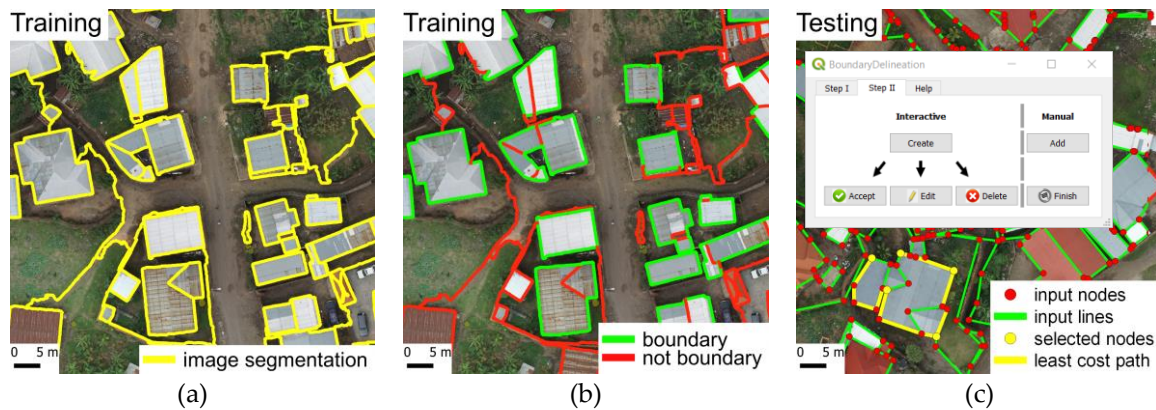 Training
0 5 m
image segmentation
(a)
Training
0 5 m
boundary
not boundary
(b)
Testing
BoundaryDelineation
Step I Step II Help
Interactive Manual
Create Add
Accept Edit Delete Finish
0 5 m
input nodes
input lines
selected nodes
least cost path
(c)